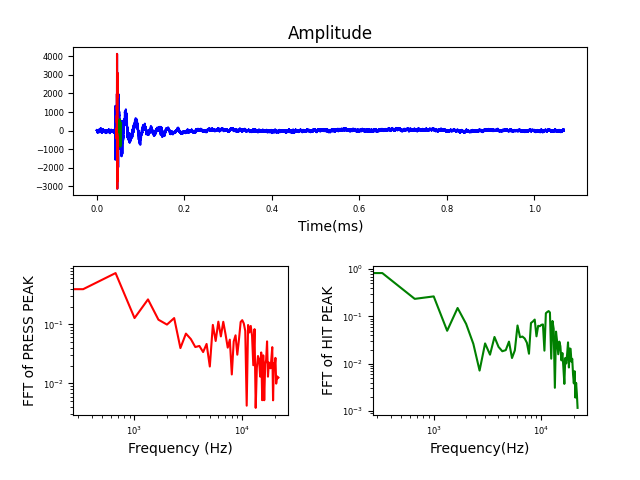 Amplitude
4000
3000
2000
1000
0
−1000
−2000
−3000
0.0 0.2 0.4 0.6 0.8 1.0
Time(ms)
FFT of PRESS PEAK
10⁻¹
10⁻²
10³ 10⁴
Frequency (Hz)
FFT of HIT PEAK
10⁰
10⁻¹
10⁻²
10⁻³
10³ 10⁴
Frequency(Hz)